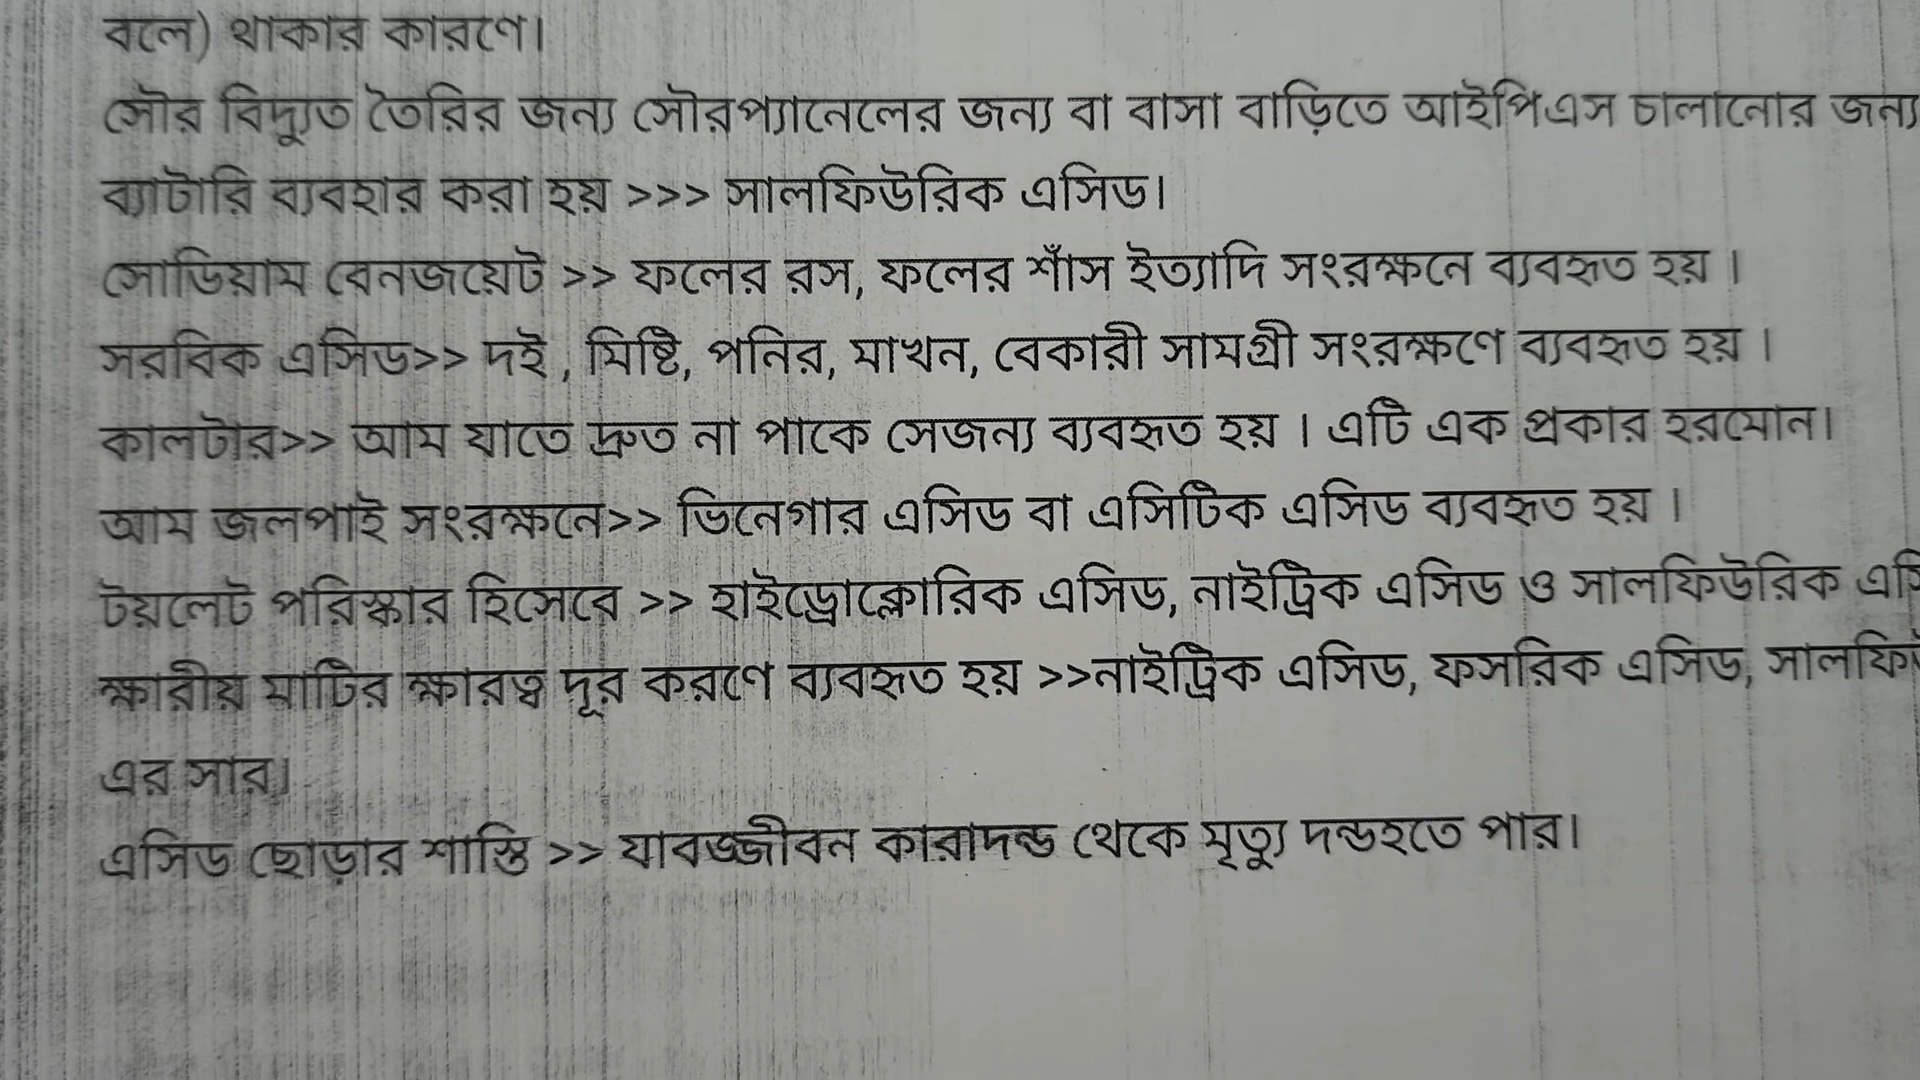 বলে) থাকার কারণে।
সৌর বিদ্যুত তৈরির জন্য সৌরপ্যানেলের জন্য বা বাসা বাড়িতে আইপিএস চালানোর জন্য
ব্যাটারি ব্যবহার করা হয় >>> সালফিউরিক এসিড।
সোডিয়াম বেনজয়েট >> ফলের রস, ফলের শাঁস ইত্যাদি সংরক্ষনে ব্যবহৃত হয় ।
সরবিক এসিড>> দই , মিষ্টি, পনির, মাখন, বেকারী সামগ্রী সংরক্ষণে ব্যবহৃত হয় ।
কালটার>> আম যাতে দ্রুত না পাকে সেজন্য ব্যবহৃত হয় । এটি এক প্রকার হরমোন।
আম জলপাই সংরক্ষনে>> ভিনেগার এসিড বা এসিটিক এসিড ব্যবহৃত হয় ।
টয়লেট পরিস্কার হিসেবে >> হাইড্রোক্লোরিক এসিড, নাইট্রিক এসিড ও সালফিউরিক এসি
ক্ষারীয় মাটির ক্ষারত্ব দূর করণে ব্যবহৃত হয় >>নাইট্রিক এসিড, ফসরিক এসিড, সালফি
এর সার।
এসিড ছোড়ার শাস্তি >> যাবজ্জীবন কারাদন্ড থেকে মৃত্যু দন্ডহতে পার।